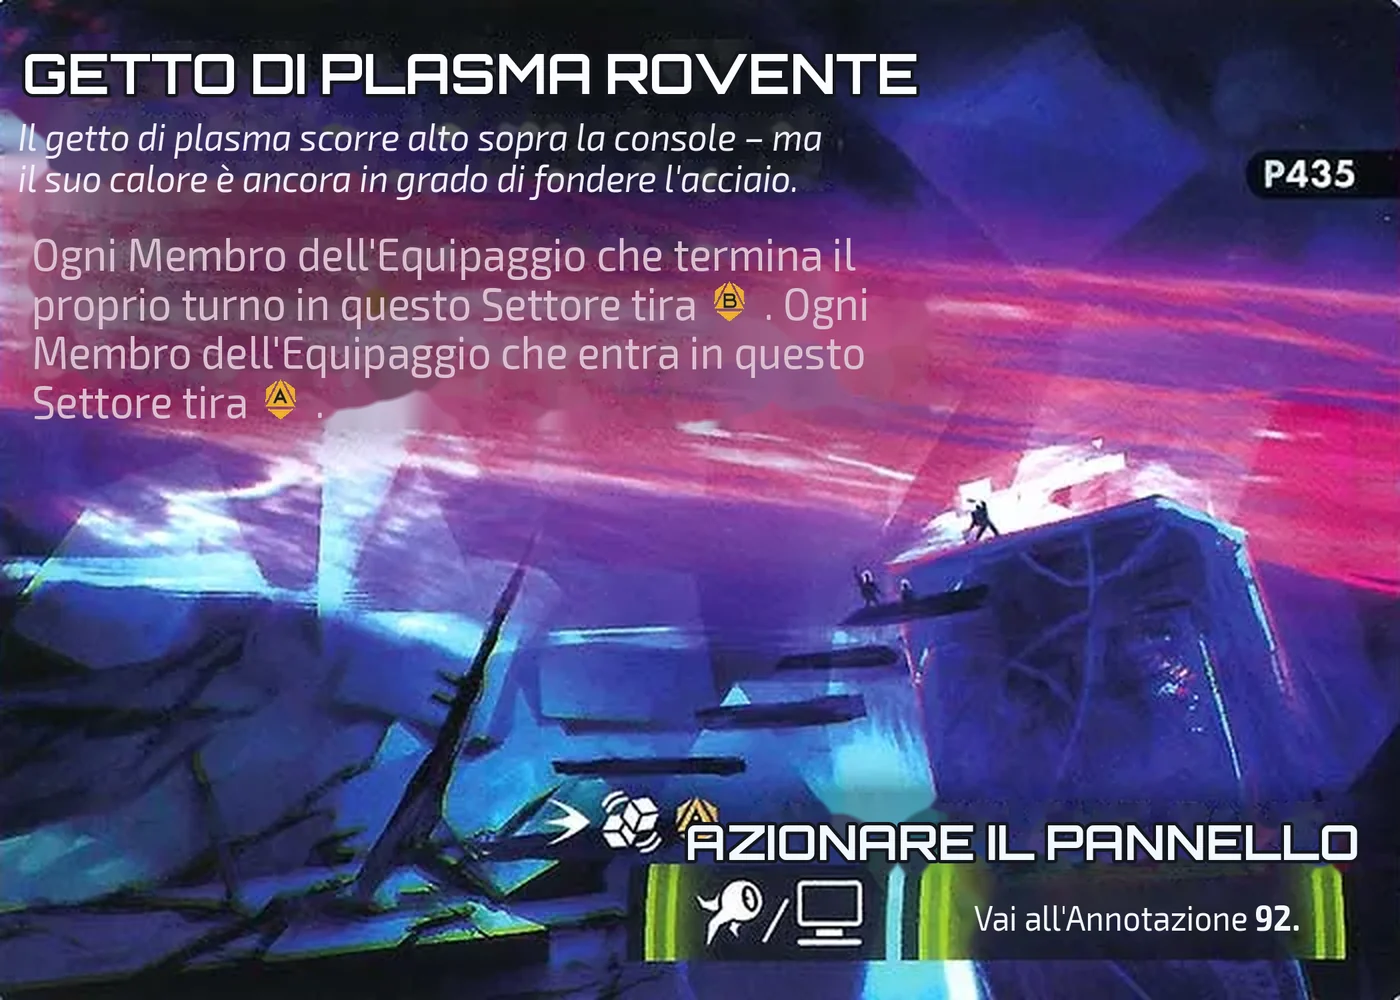 GETTO DI PLASMA ROVENTE
Il getto di plasma scorre alto sopra la console – ma
il suo calore è ancora in grado di fondere l'acciaio.
P435
Ogni Membro dell'Equipaggio che termina il
proprio turno in questo Settore tira B . Ogni
Membro dell'Equipaggio che entra in questo
Settore tira A .
A
AZIONARE IL PANNELLO
Vai all'Annotazione 92.